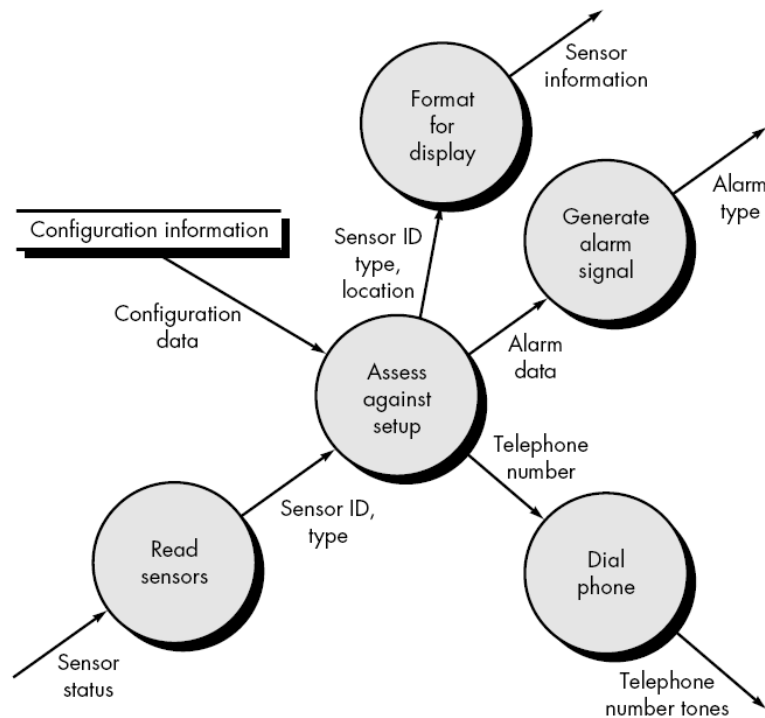 Sensor
information
Format
for
display
Alarm
type
Generate
alarm
signal
Configuration information
Sensor ID
type,
location
Configuration
data
Alarm
data
Assess
against
setup
Telephone
number
Sensor ID,
type
Read
sensors
Dial
phone
Sensor
status
Telephone
number tones